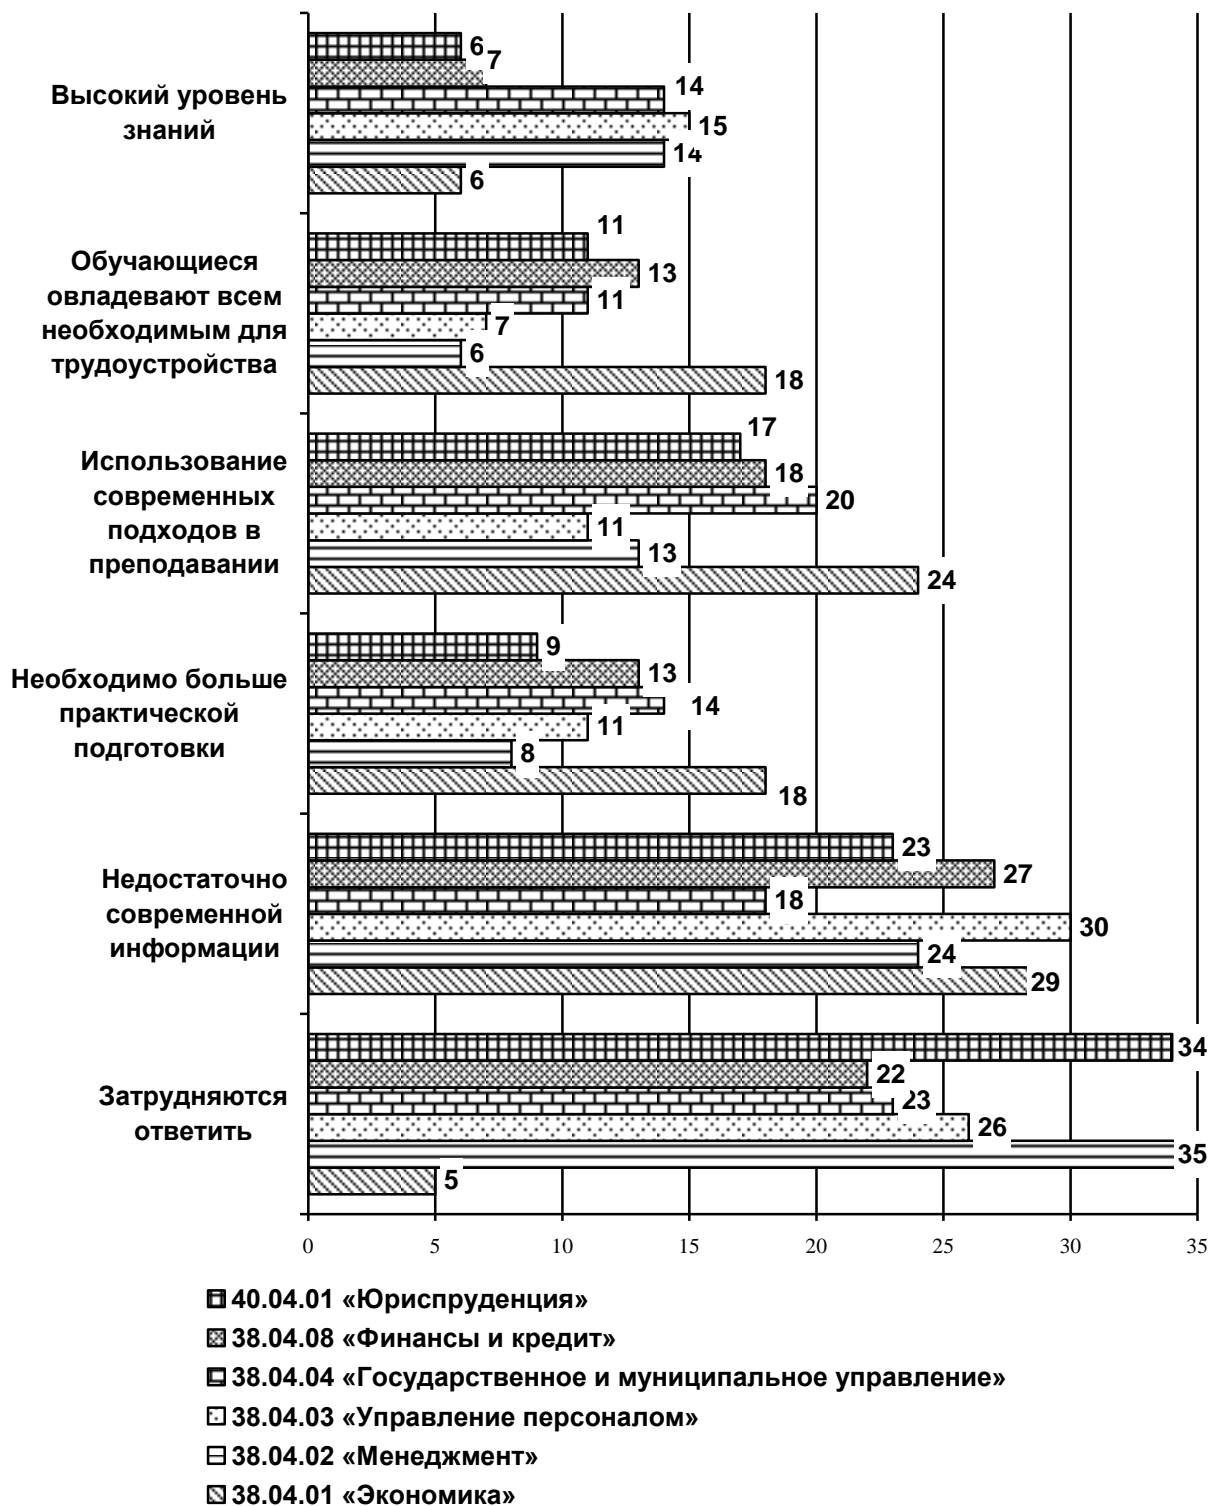 6
7
Высокий уровень
знаний
14
15
14
6
11
Обучающиеся
овладевают всем
необходимым для
трудоустройства
13
11
7
6
18
17
Использование
современных
подходов в
преподавании
18
20
11
13
24
9
Необходимо больше
практической
подготовки
13
14
11
8
18
23
Недостаточно
современной
информации
27
18
30
24
29
34
Затрудняются
ответить
22
23
26
35
5
0 5 10 15 20 25 30 35
40.04.01 «Юриспруденция»
38.04.08 «Финансы и кредит»
38.04.04 «Государственное и муниципальное управление»
38.04.03 «Управление персоналом»
38.04.02 «Менеджмент»
38.04.01 «Экономика»